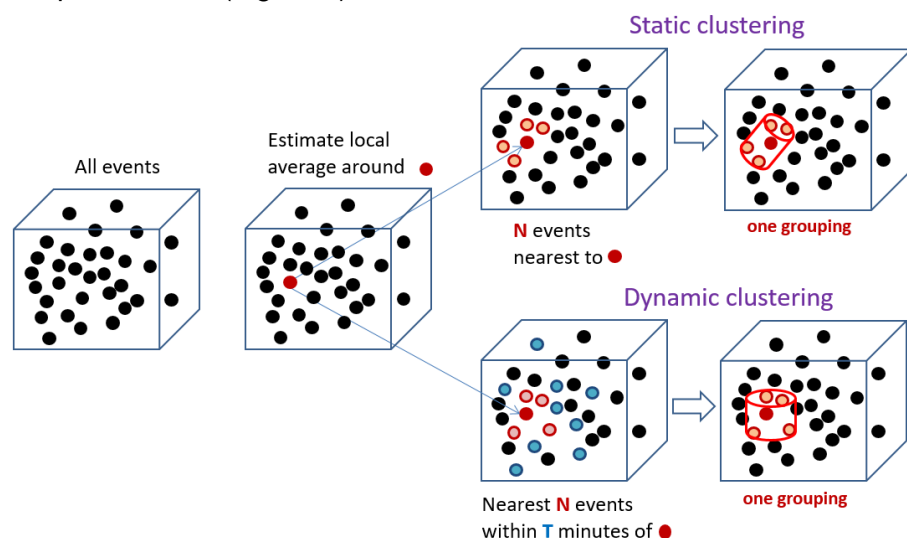 Static clustering
Estimate local
average around
All events
N events
nearest to
one grouping
Dynamic clustering
Nearest N events
within T minutes of
one grouping